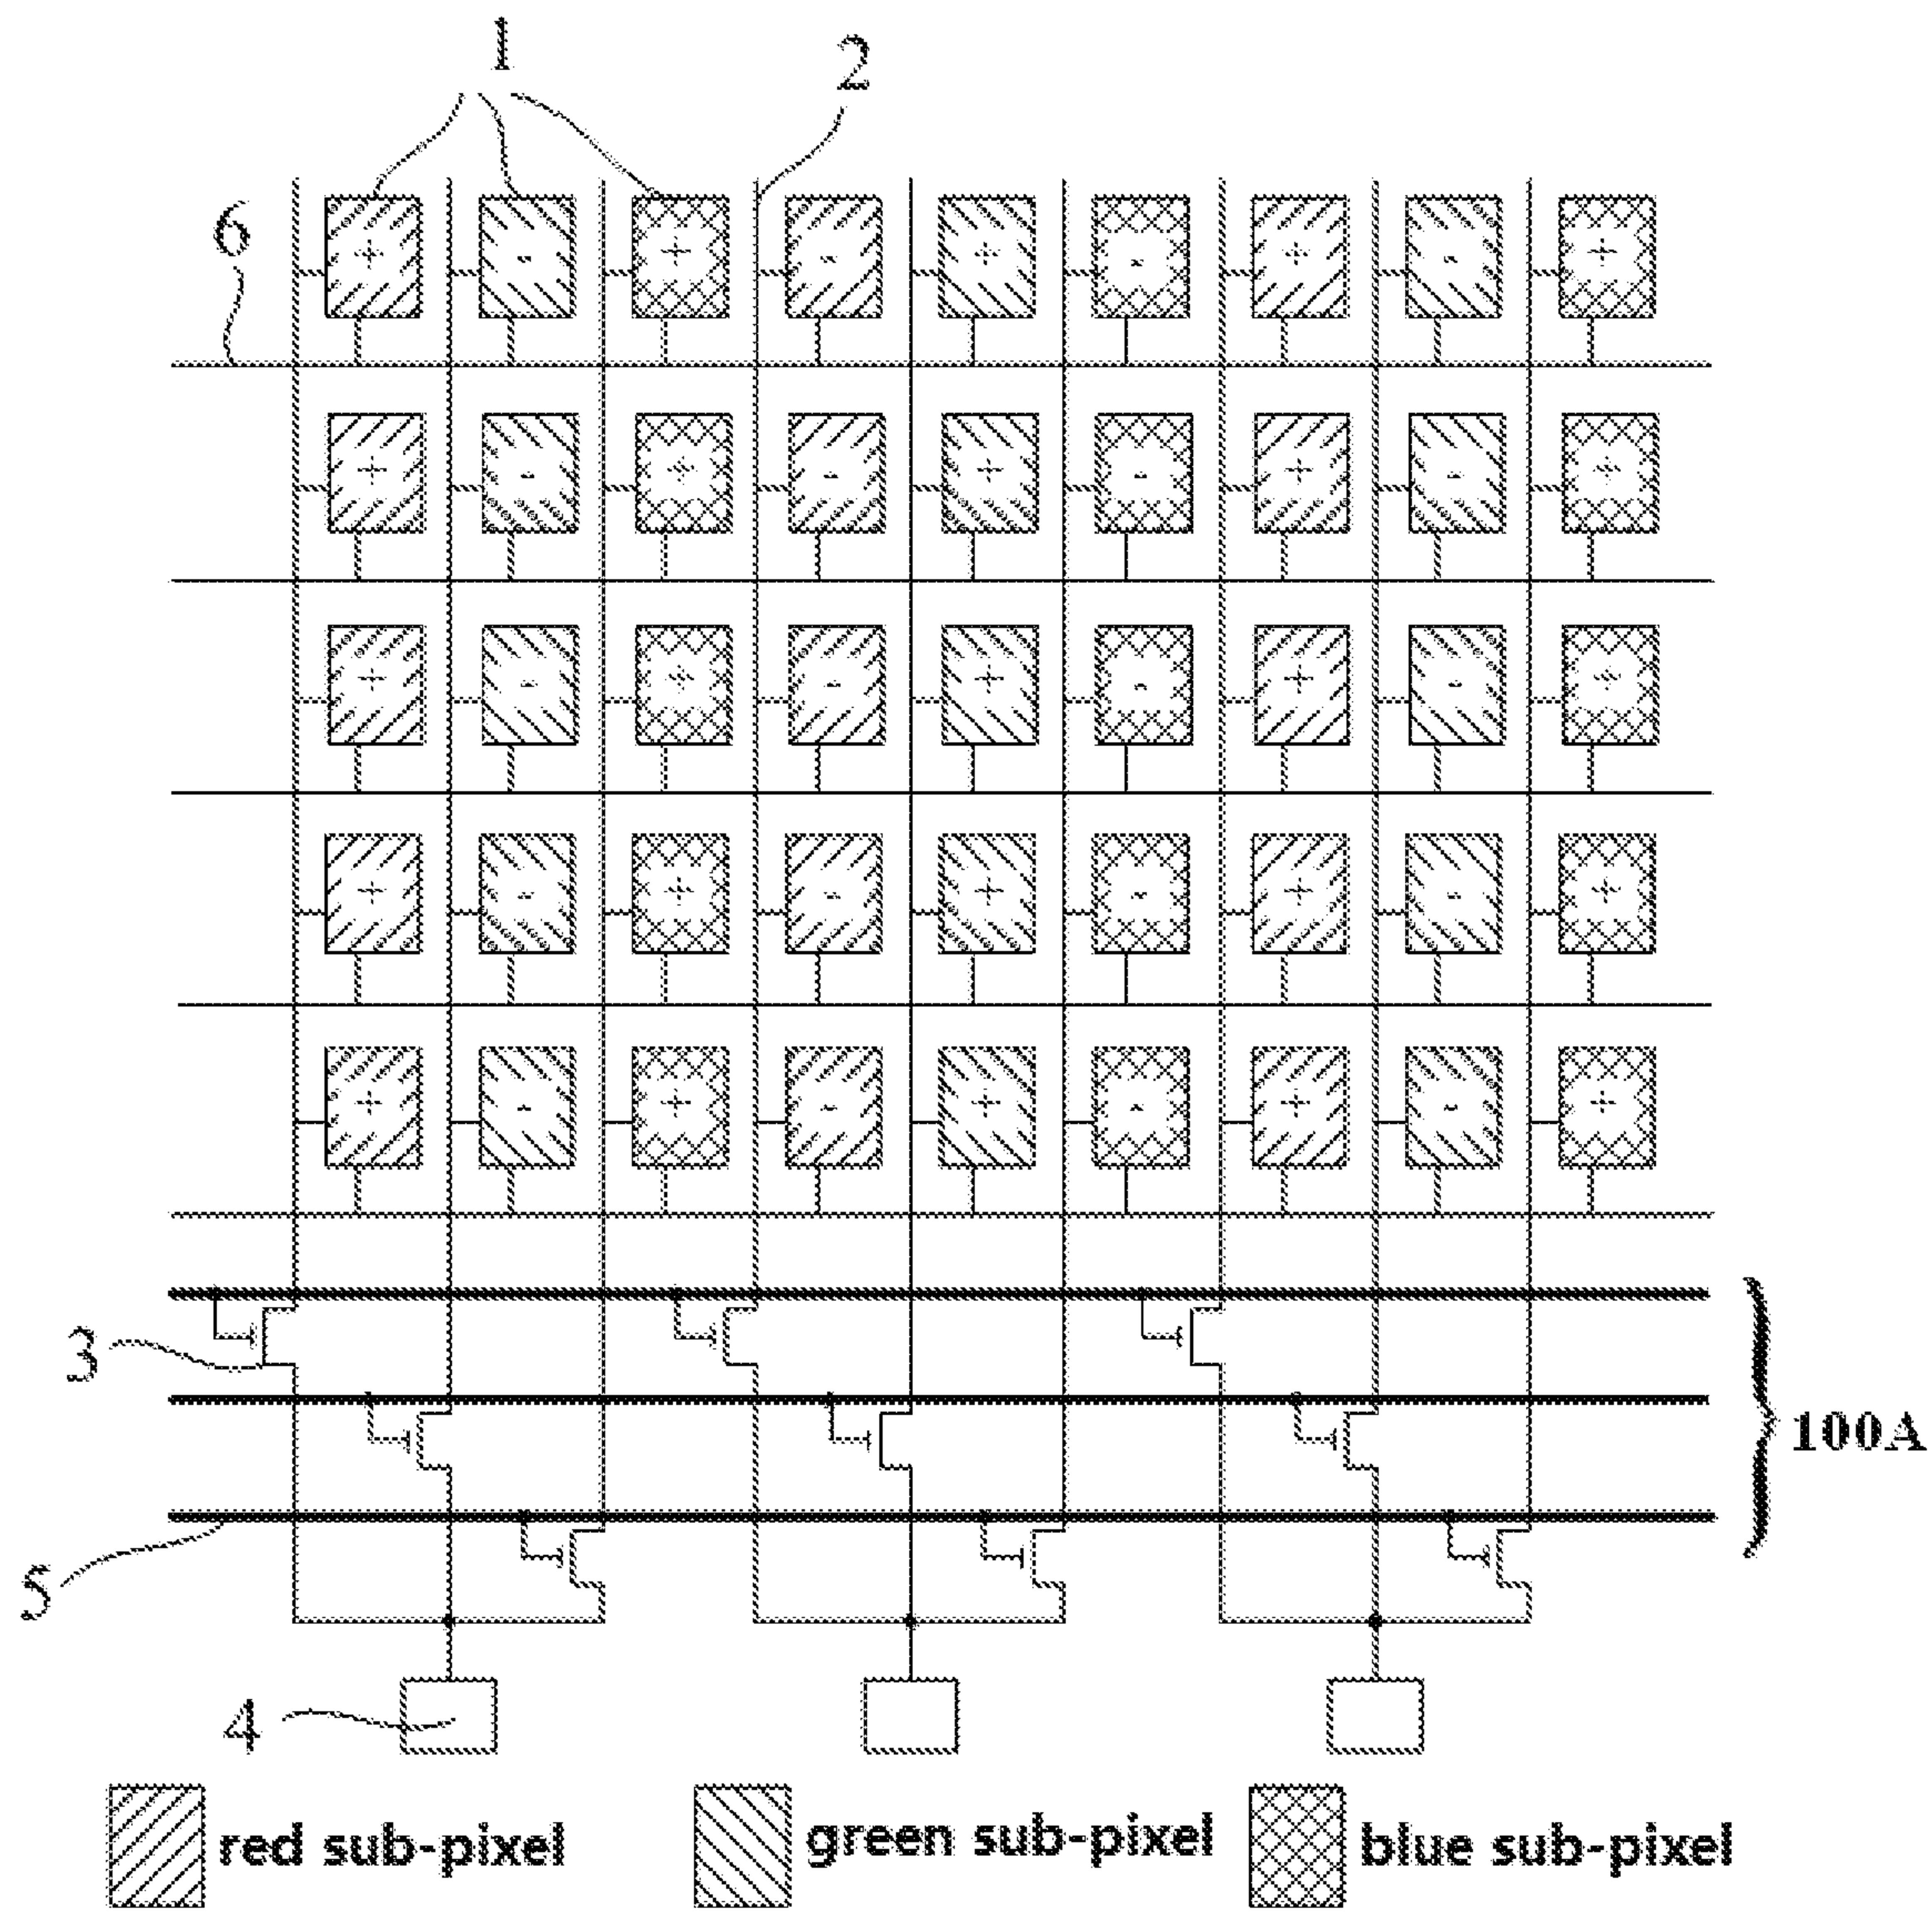 1
2
6
+ - + - + - + - +
+ - + - + - + - +
+ - + - + - + - +
+ - + - + - + - +
+ - + - + - + - +
3
100A
5
4
red sub-pixel green sub-pixel blue sub-pixel